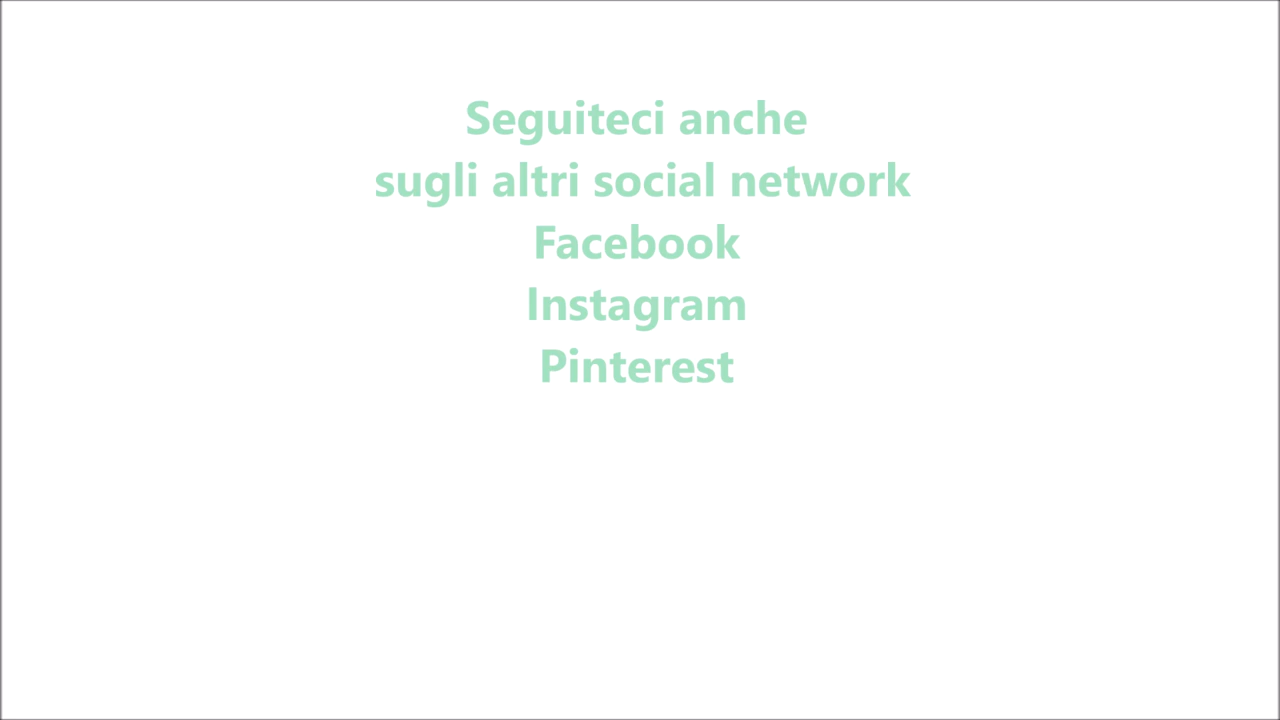 Seguiteci anche
sugli altri social network
Facebook
Instagram
Pinterest